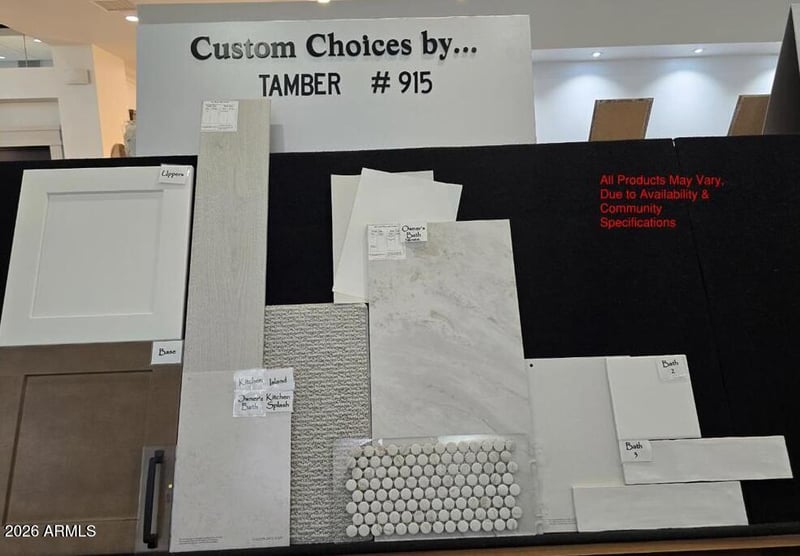 Custom Choices by...
TAMBER # 915
All Products May Vary,
Due to Availability &
Community
Specifications
Uppers
Owner's
Bath
Base
Kitchen Island
Owner's Kitchen
Bath Splash
Bath
2
Bath
3
2026 ARMLS